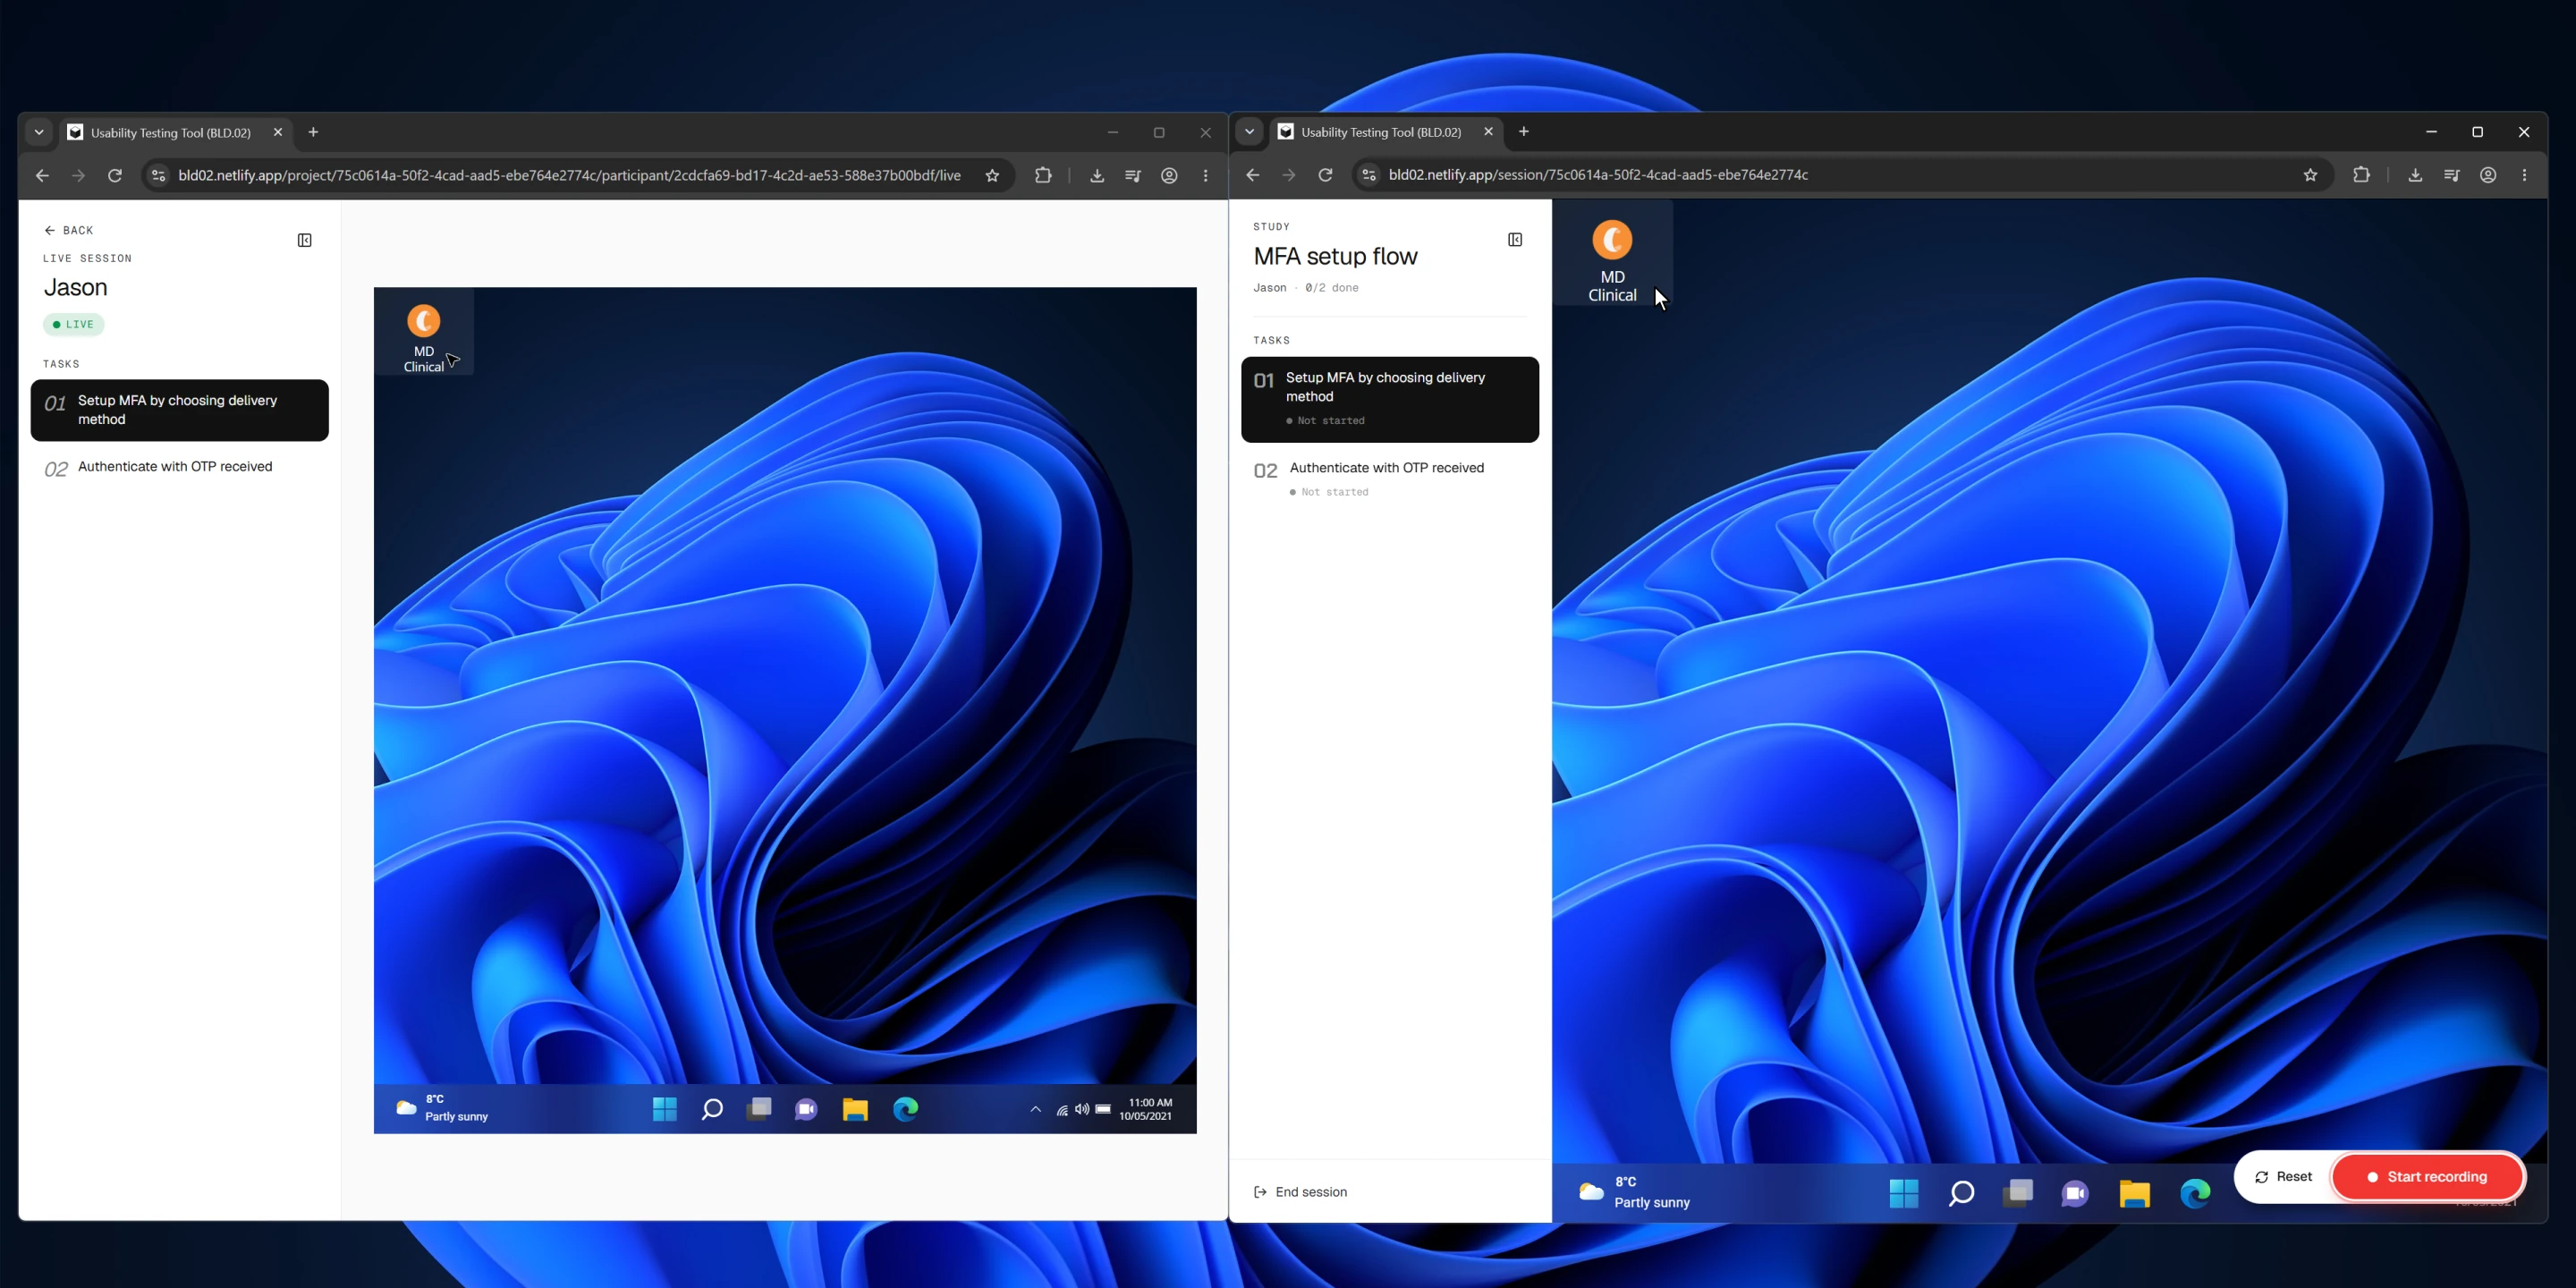 Usability Testing Tool (BLD.02)
bld02.netlify.app/project/75c0614a-50f2-4cad-aad5-ebe764e2774c/participant/2cdcfa69-bd17-4c2d-ae53-588e37b00bdf/live
BACK
LIVE SESSION
Jason
LIVE
TASKS
01 Setup MFA by choosing delivery
method
02 Authenticate with OTP received
MD
Clinical
8°C
Partly sunny
11:00 AM
10/05/2021
Usability Testing Tool (BLD.02)
bld02.netlify.app/session/75c0614a-50f2-4cad-aad5-ebe764e2774c
STUDY
MFA setup flow
Jason · 0/2 done
TASKS
01 Setup MFA by choosing delivery
method
Not started
02 Authenticate with OTP received
Not started
End session
MD
Clinical
8°C
Partly sunny
Reset
Start recording